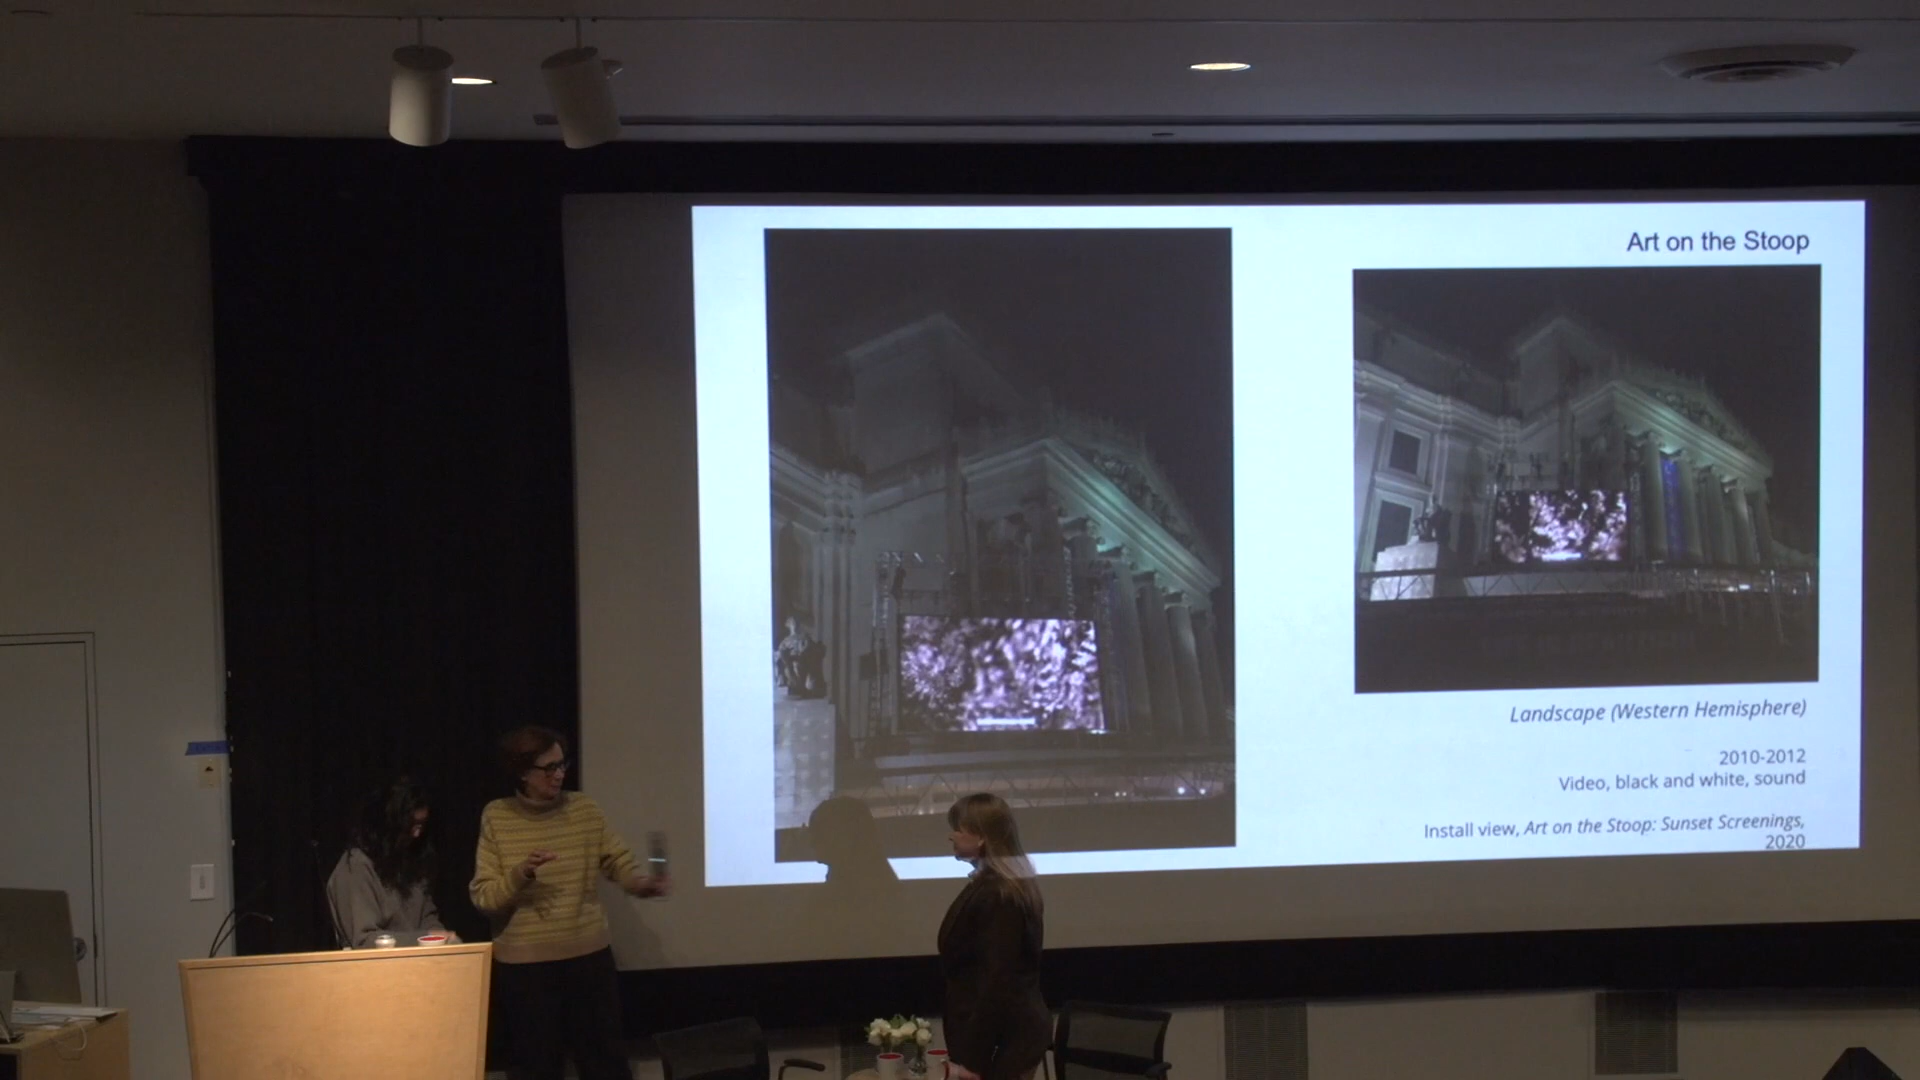 Art on the Stoop
Landscape (Western Hemisphere)
2010-2012
Video, black and white, sound
Install view, Art on the Stoop: Sunset Screenings,
2020